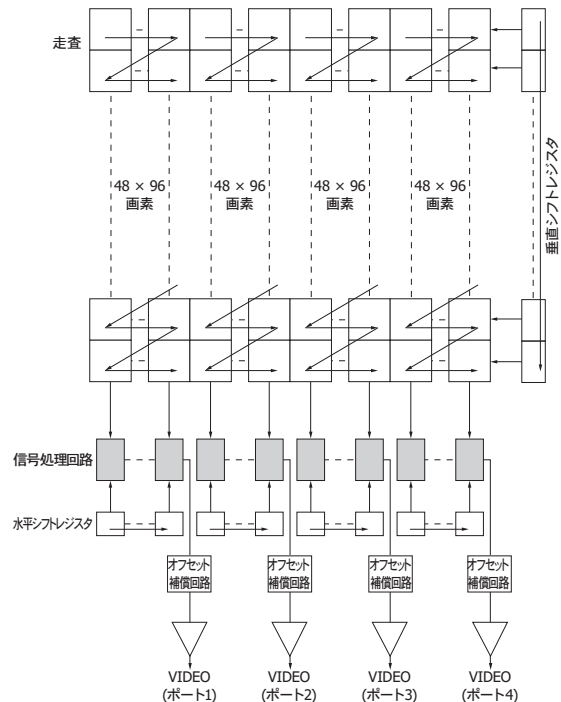 走査
48 × 96
画素
48 × 96
画素
48 × 96
画素
48 × 96
画素
垂直シフトレジスタ
信号処理回路
水平シフトレジスタ
オフセット
補償回路
オフセット
補償回路
オフセット
補償回路
オフセット
補償回路
VIDEO
(ポート1)
VIDEO
(ポート2)
VIDEO
(ポート3)
VIDEO
(ポート4)